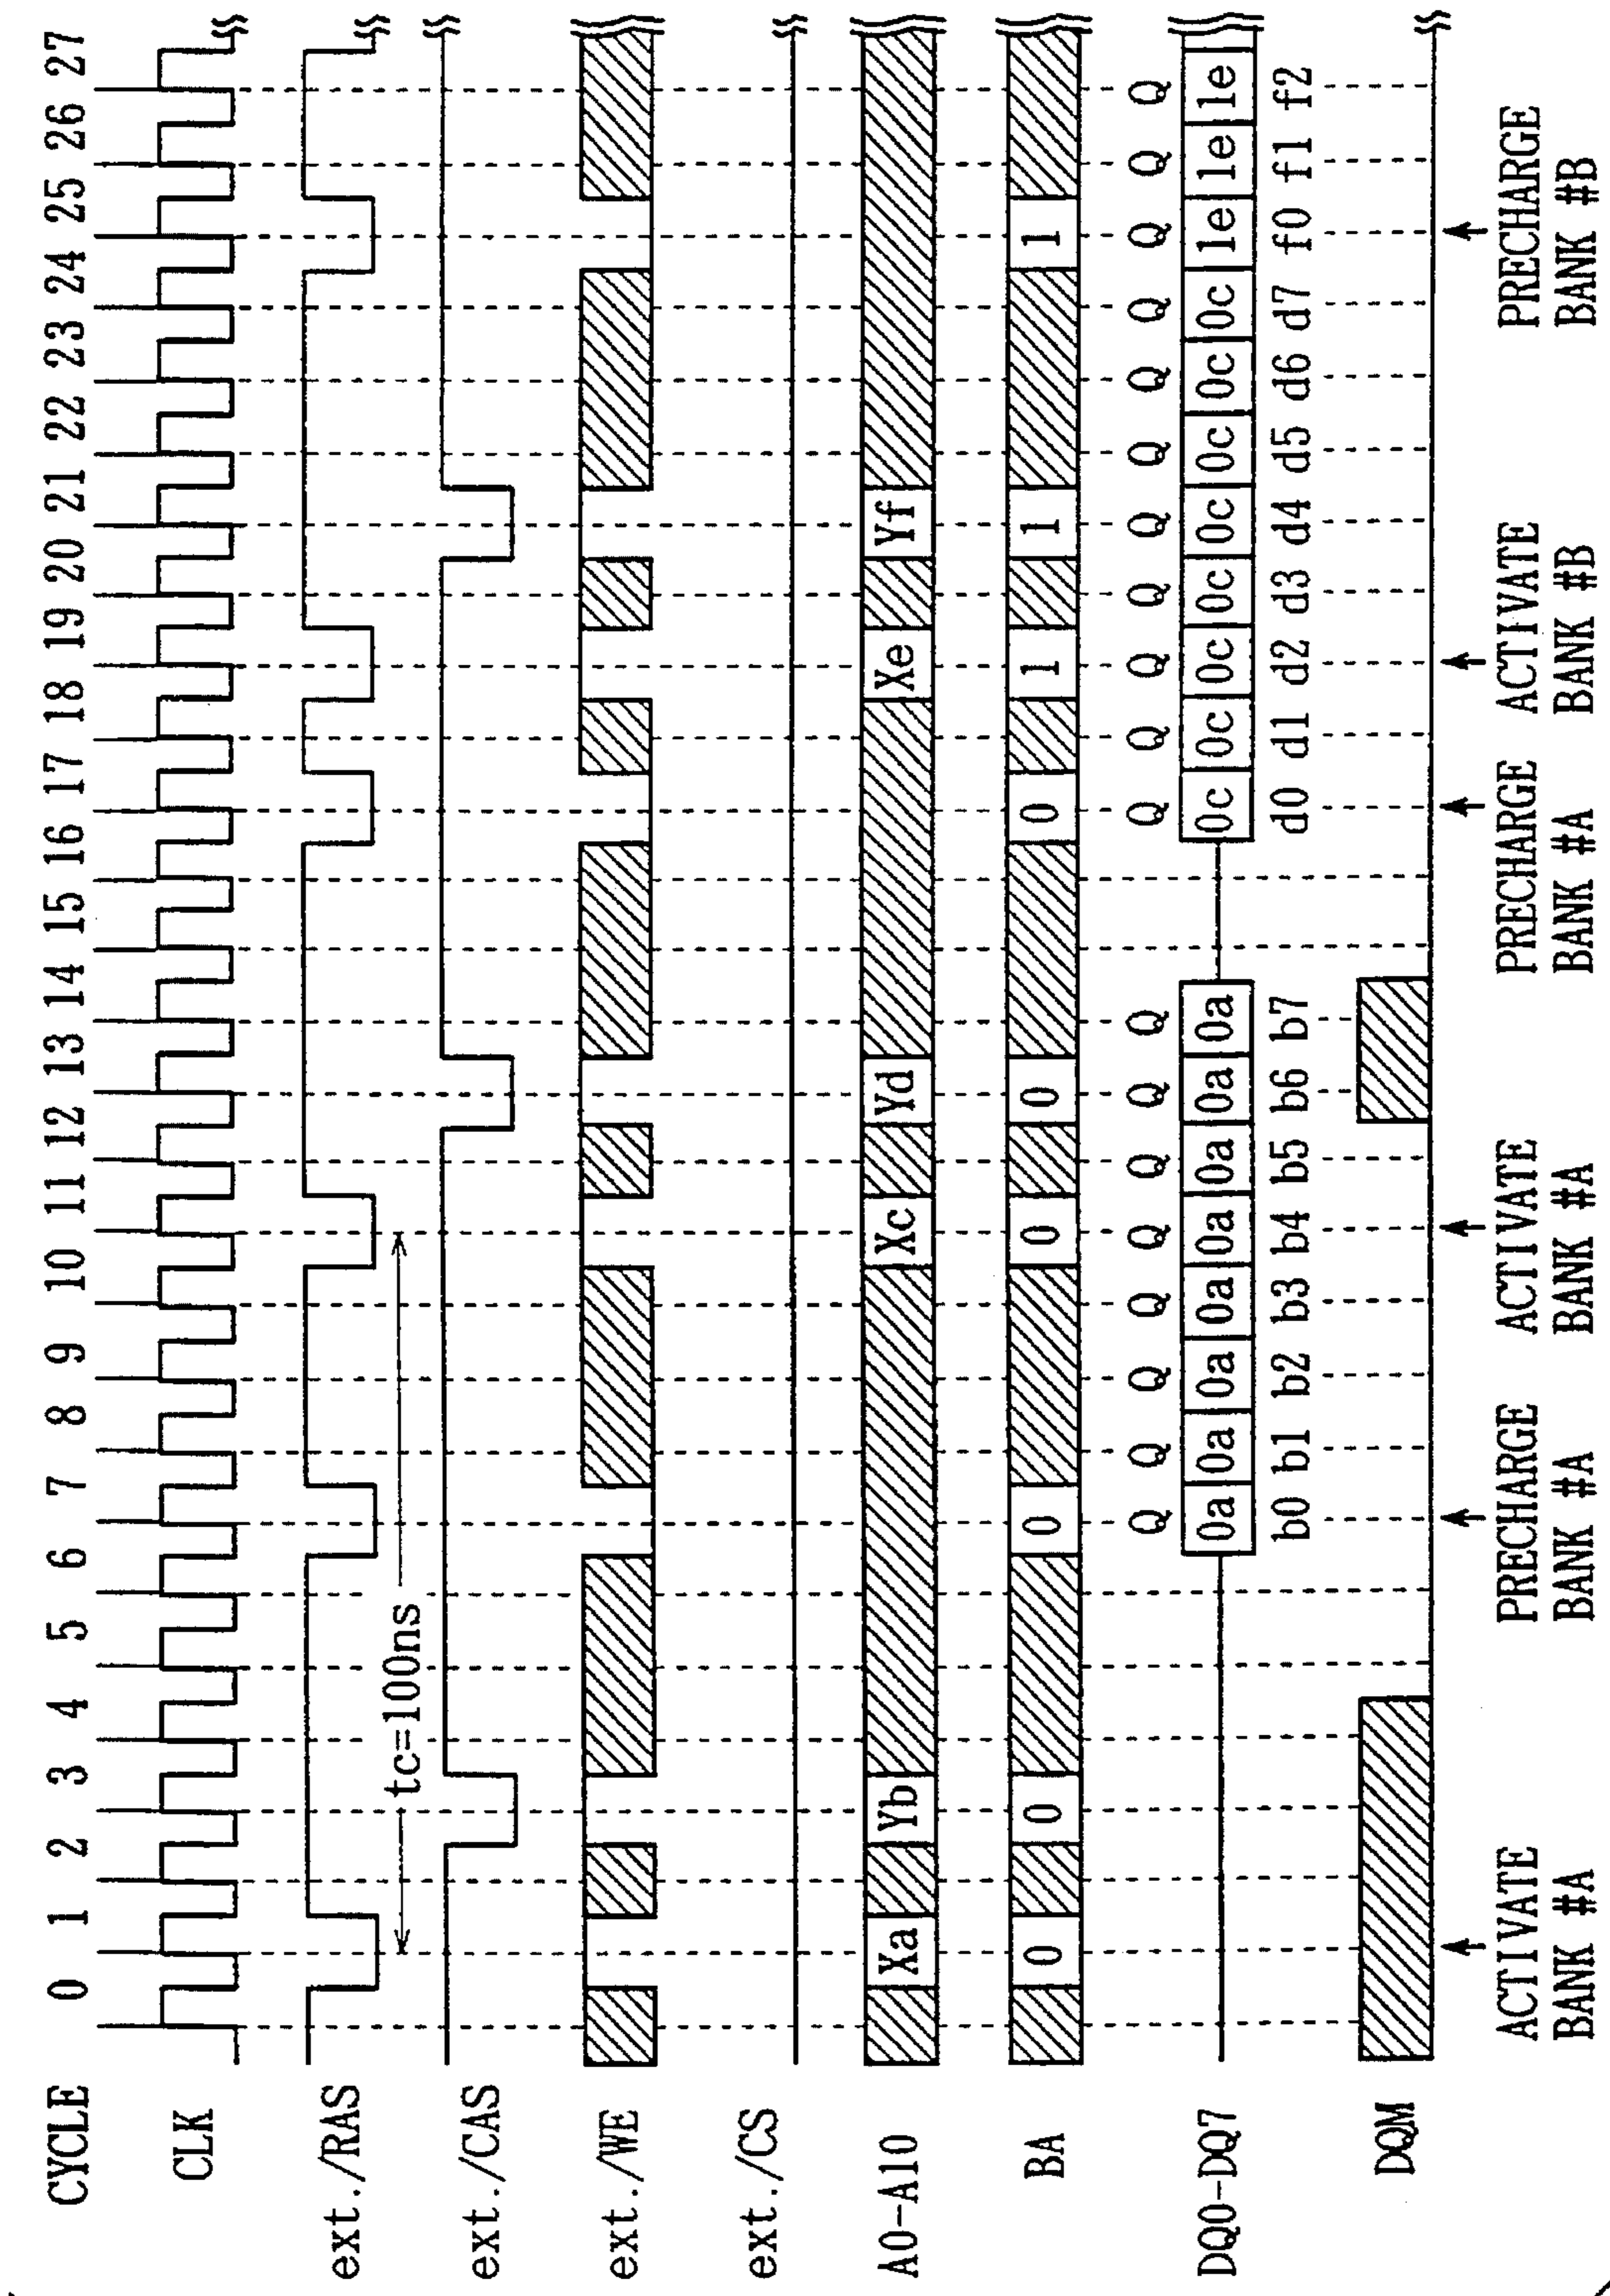 CYCLE 0 1 2 3 4 5 6 7 8 9 10 11 12 13 14 15 16 17 18 19 20 21 22 23 24 25 26 27
CLK
ext./RAS
tc=100ns
ext./CAS
ext./WE
ext./CS
A0-A10 Xa Yb Xc Yd Xe Yf
BA 0 0 0 0 0 0 1 1 1
Q Q Q Q Q Q Q Q Q Q Q Q Q Q Q Q Q Q Q
DQ0-DQ7 0a 0a 0a 0a 0a 0a 0a 0a 0c 0c 0c 0c 0c 0c 0c 0c 1e 1e 1e
b0 b1 b2 b3 b4 b5 b6 b7 d0 d1 d2 d3 d4 d5 d6 d7 f0 f1 f2
DQM
ACTIVATE BANK #A
PRECHARGE BANK #A
ACTIVATE BANK #A
PRECHARGE BANK #A
ACTIVATE BANK #B
PRECHARGE BANK #B